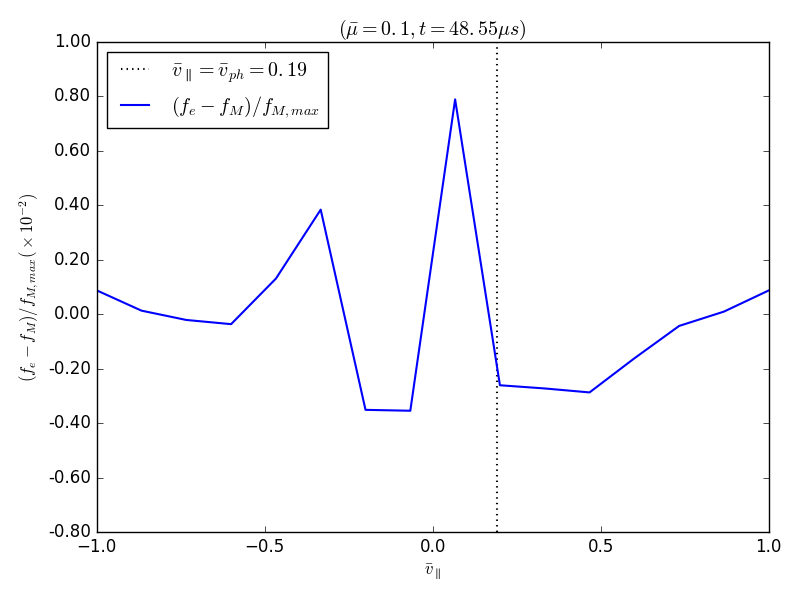 (μ̄ = 0.1, t = 48.55μs)
1.00
v̄∥ = v̄ph = 0.19
(fe − fM)/fM,max
0.80
0.60
0.40
0.20
0.00
-0.20
-0.40
-0.60
-0.80
(fe − fM)/fM,max(×10⁻²)
−1.0 −0.5 0.0 0.5 1.0
v̄∥